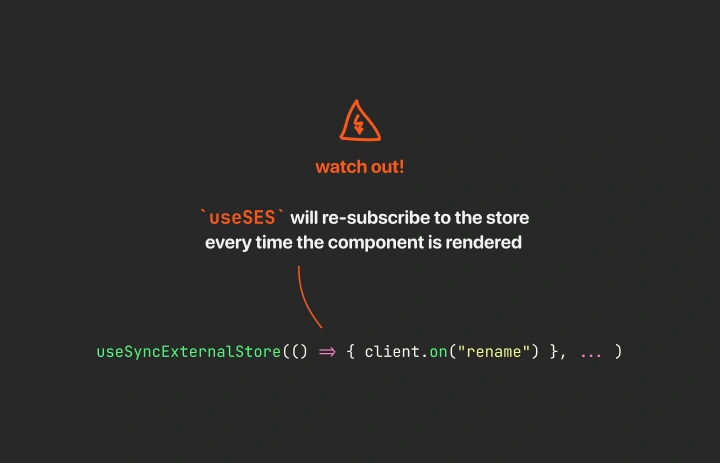 watch out!
`useSES` will re-subscribe to the store
every time the component is rendered
useSyncExternalStore(() => { client.on("rename") }, ... )